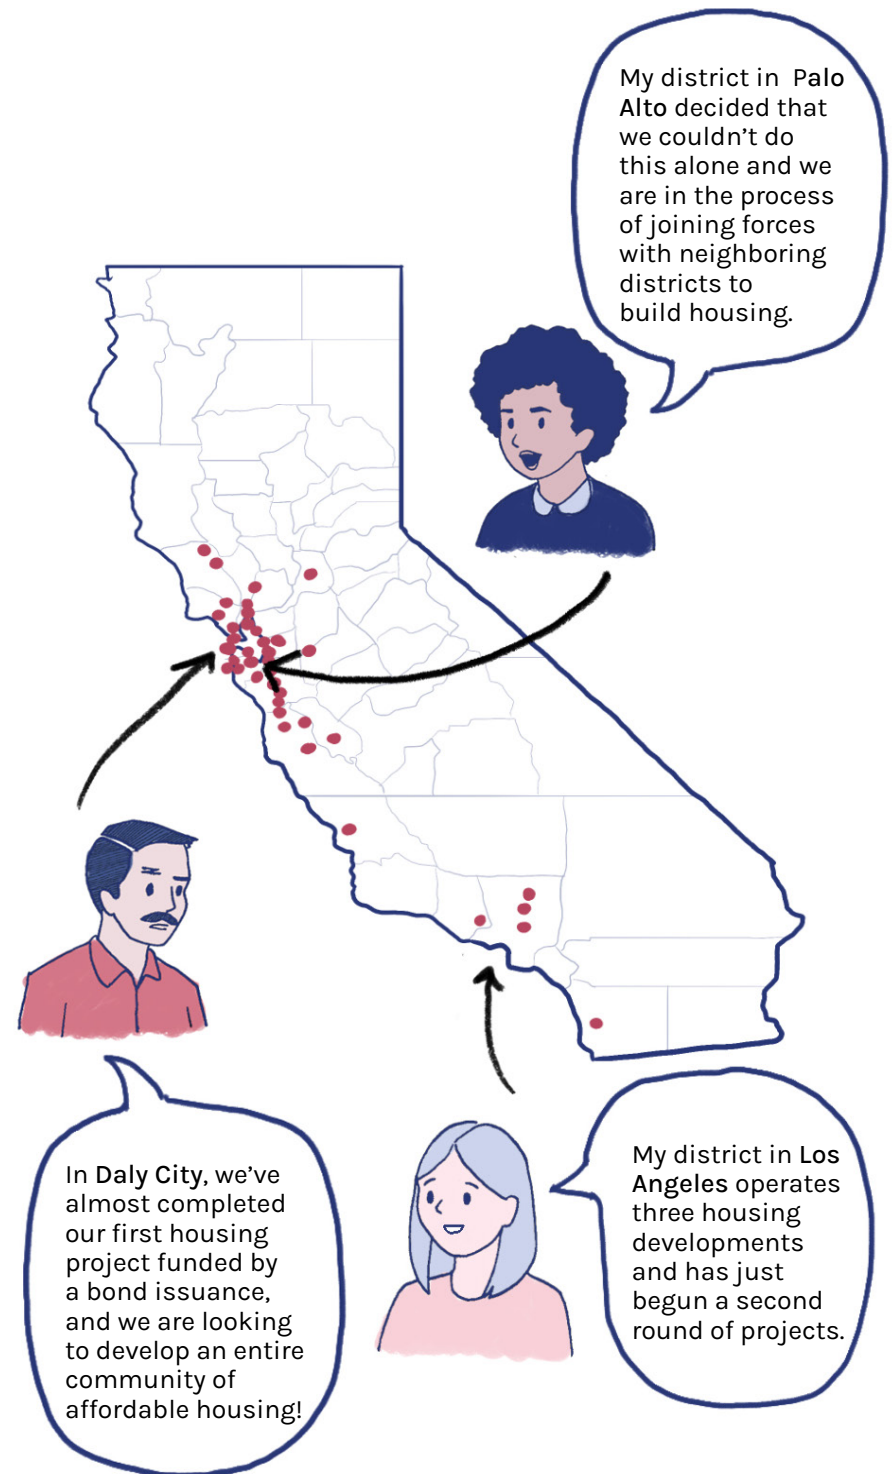 My district in  Palo
Alto decided that
we couldn’t do
this alone and we
are in the process
of joining forces
with neighboring
districts to
build housing.
In Daly City, we’ve
almost completed
our first housing
project funded by
a bond issuance,
and we are looking
to develop an entire
community of
affordable housing!
My district in Los
Angeles operates
three housing
developments
and has just
begun a second
round of projects.